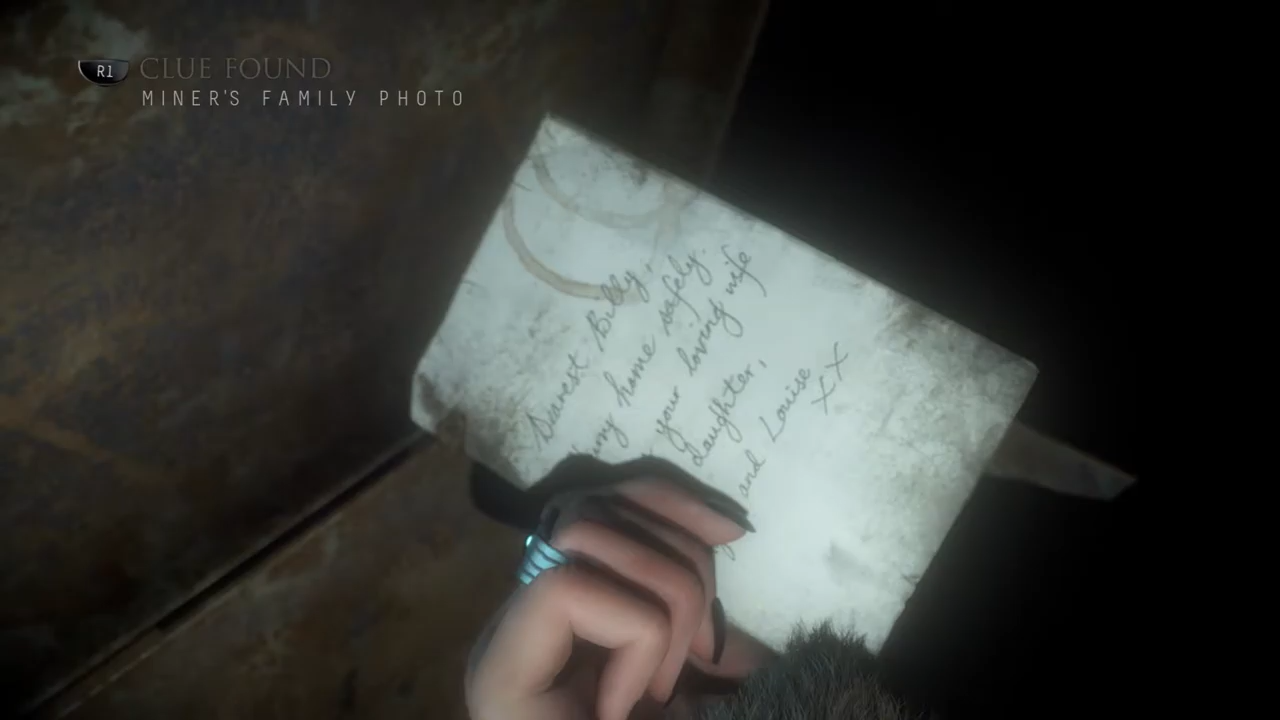 R1 CLUE FOUND
MINER'S FAMILY PHOTO
Dearest Billy,
home safely.
your loving wife
daughter,
and Louise
XX